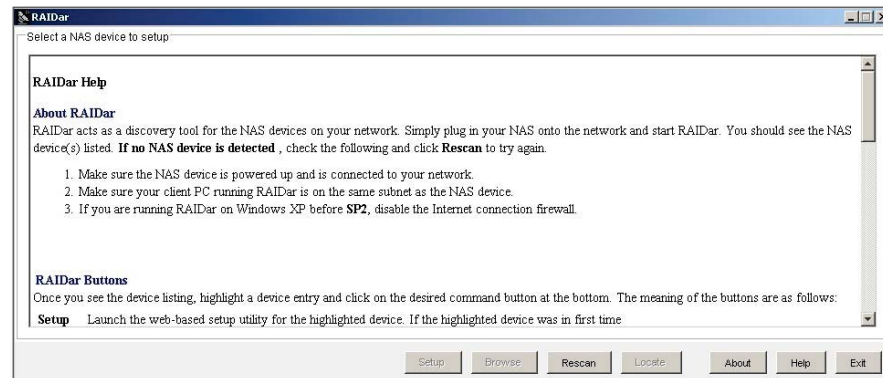 RAIDar
Select a NAS device to setup
RAIDar Help
About RAIDar
RAIDar acts as a discovery tool for the NAS devices on your network. Simply plug in your NAS onto the network and start RAIDar. You should see the NAS
device(s) listed. If no NAS device is detected , check the following and click Rescan to try again.
1. Make sure the NAS device is powered up and is connected to your network.
2. Make sure your client PC running RAIDar is on the same subnet as the NAS device.
3. If you are running RAIDar on Windows XP before SP2, disable the Internet connection firewall.
RAIDar Buttons
Once you see the device listing, highlight a device entry and click on the desired command button at the bottom. The meaning of the buttons are as follows:
Setup Launch the web-based setup utility for the highlighted device. If the highlighted device was in first time
Setup Browse Rescan Locate About Help Exit